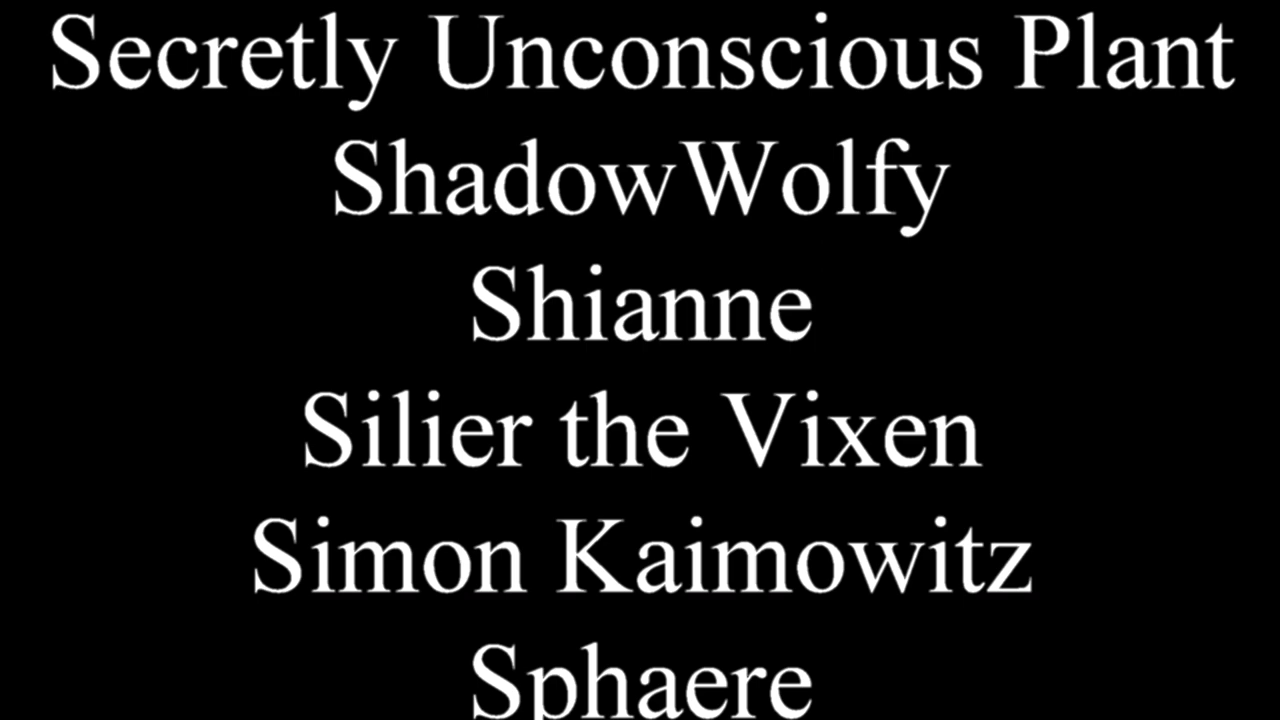 Secretly Unconscious Plant
ShadowWolfy
Shianne
Silier the Vixen
Simon Kaimowitz
Sphaere